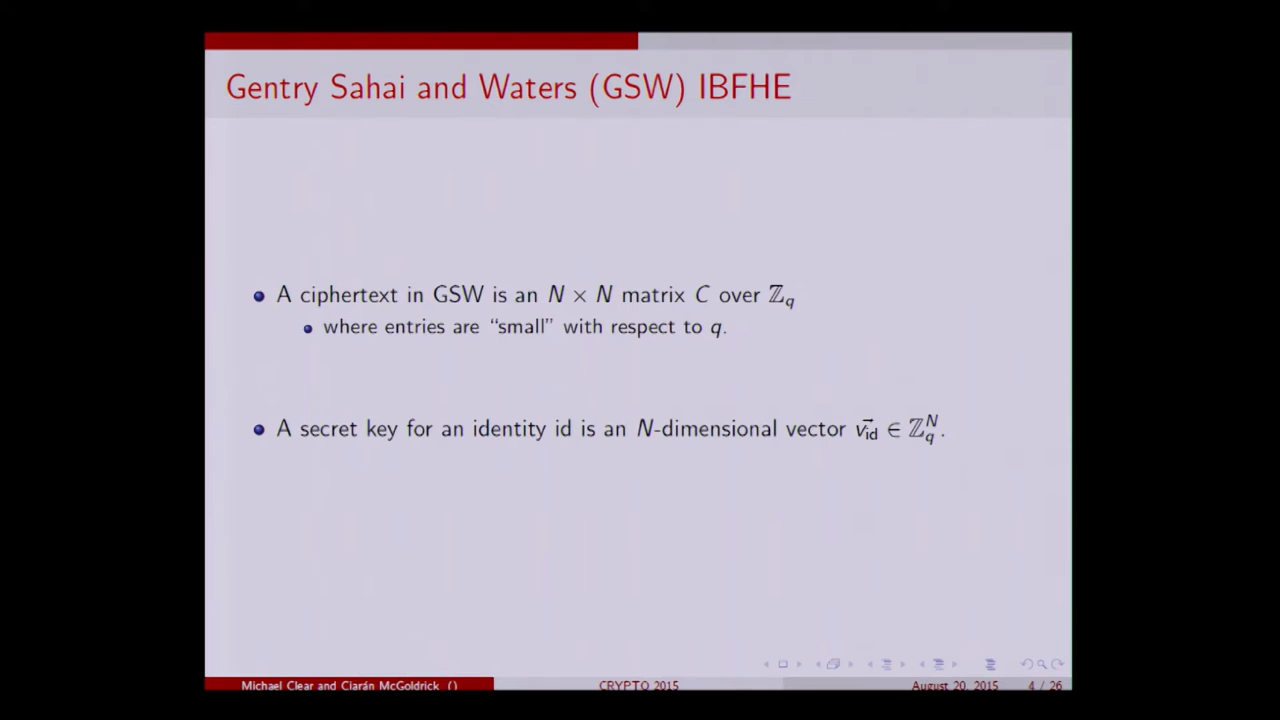 Gentry Sahai and Waters (GSW) IBFHE
A ciphertext in GSW is an N × N matrix C over ℤ_q
where entries are “small” with respect to q.
A secret key for an identity id is an N-dimensional vector v⃗_id ∈ ℤ_q^N.
Michael Clear and Ciarán McGoldrick () CRYPTO 2015 August 20, 2015 4 / 26